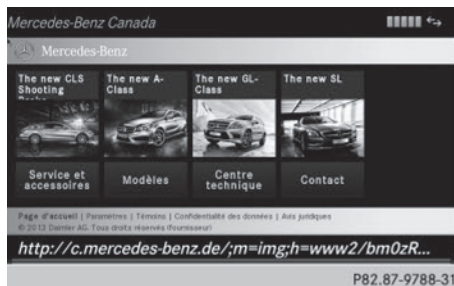 Mercedes-Benz Canada
Mercedes-Benz
The new CLS Shooting
The new A-Class
The new GL-Class
The new SL
Service et accessoires
Modèles
Centre technique
Contact
Page d'accueil | Paramètres | Témoins | Confidentialité des données | Avis juridiques
© 2012 Daimler AG. Tous droits réservés (fournisseur)
http://c.mercedes-benz.de/;m=img;h=www2/bm0zR...
P82.87-9788-31